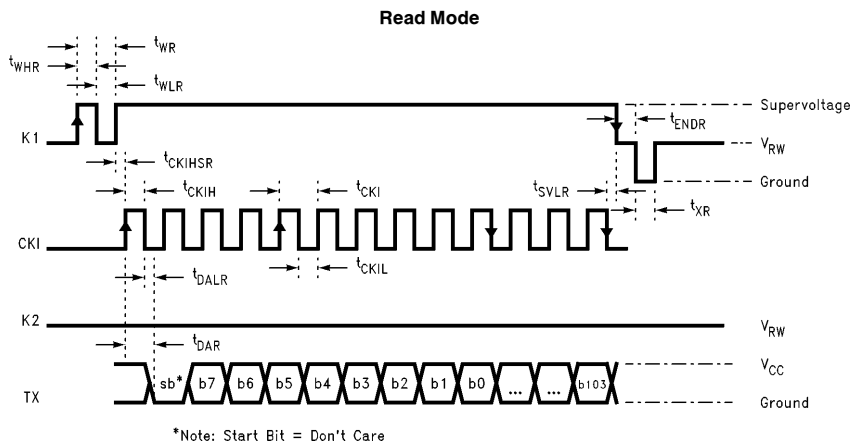 Read Mode
tWR
tWHR
tWLR
Supervoltage
tENDR
K1
VRW
tCKIHSR
tCKIH
tCKI
tSVLR
Ground
tXR
CKI
tCKIL
tDALR
K2
VRW
tDAR
VCC
TX
sb*
b7
b6
b5
b4
b3
b2
b1
b0
...
...
b103
Ground
*Note: Start Bit = Don't Care